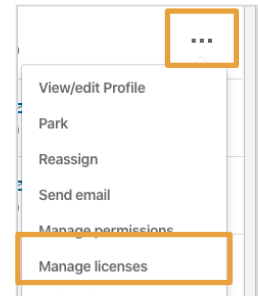 ...
View/edit Profile
Park
Reassign
Send email
Manage permissions
Manage licenses